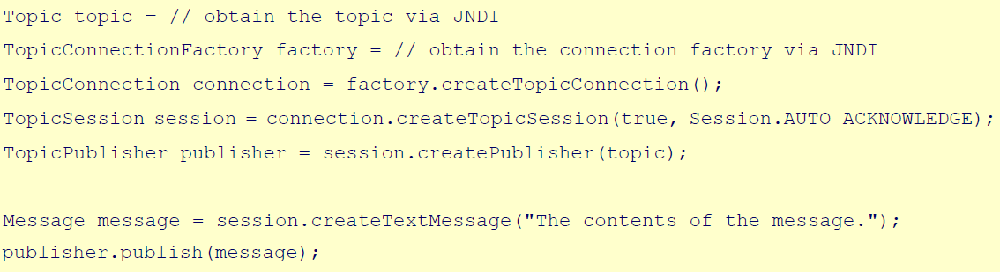 Topic topic = // obtain the topic via JNDI
TopicConnectionFactory factory = // obtain the connection factory via JNDI
TopicConnection connection = factory.createTopicConnection();
TopicSession session = connection.createTopicSession(true, Session.AUTO_ACKNOWLEDGE);
TopicPublisher publisher = session.createPublisher(topic);
Message message = session.createTextMessage("The contents of the message.");
publisher.publish(message);